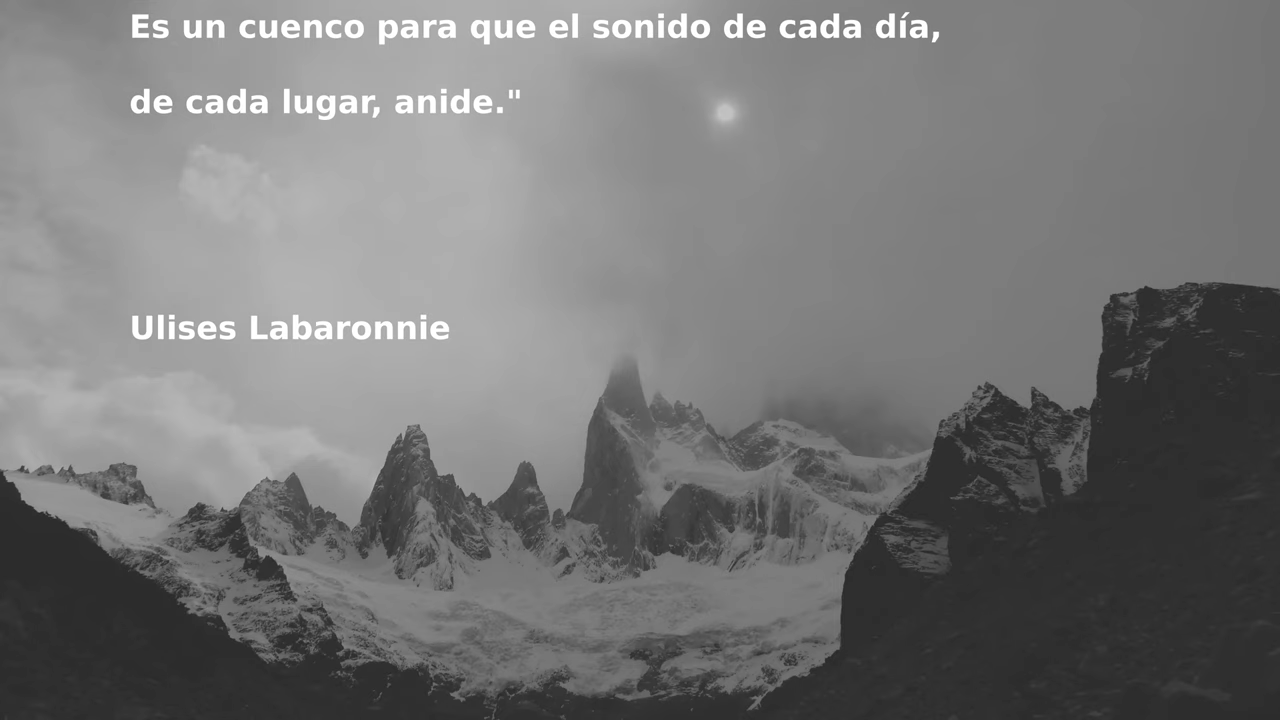 Es un cuenco para que el sonido de cada día,
de cada lugar, anide."
Ulises Labaronnie